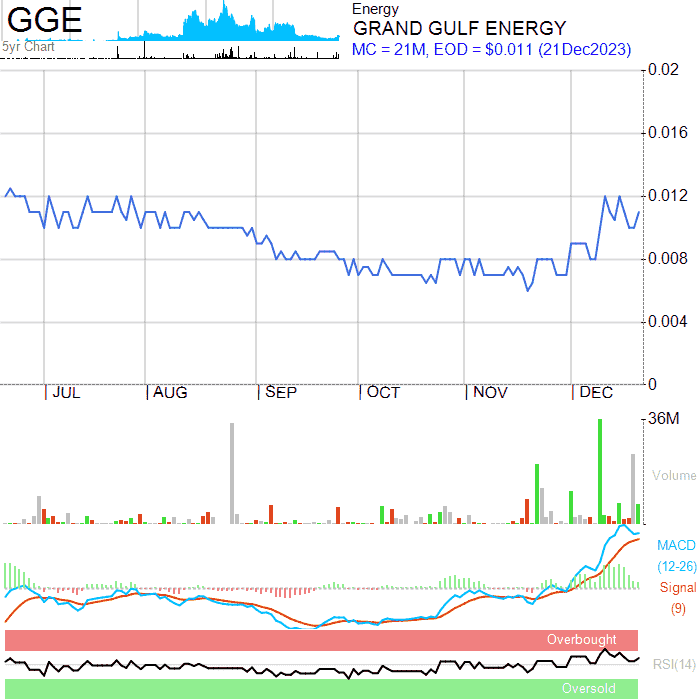 GGE
5yr Chart
Energy
GRAND GULF ENERGY
MC = 21M, EOD = $0.011 (21Dec2023)
0.02
0.016
0.012
0.008
0.004
0
JUL AUG SEP OCT NOV DEC
36M
Volume
MACD
(12-26)
Signal
(9)
Overbought
RSI(14)
Oversold